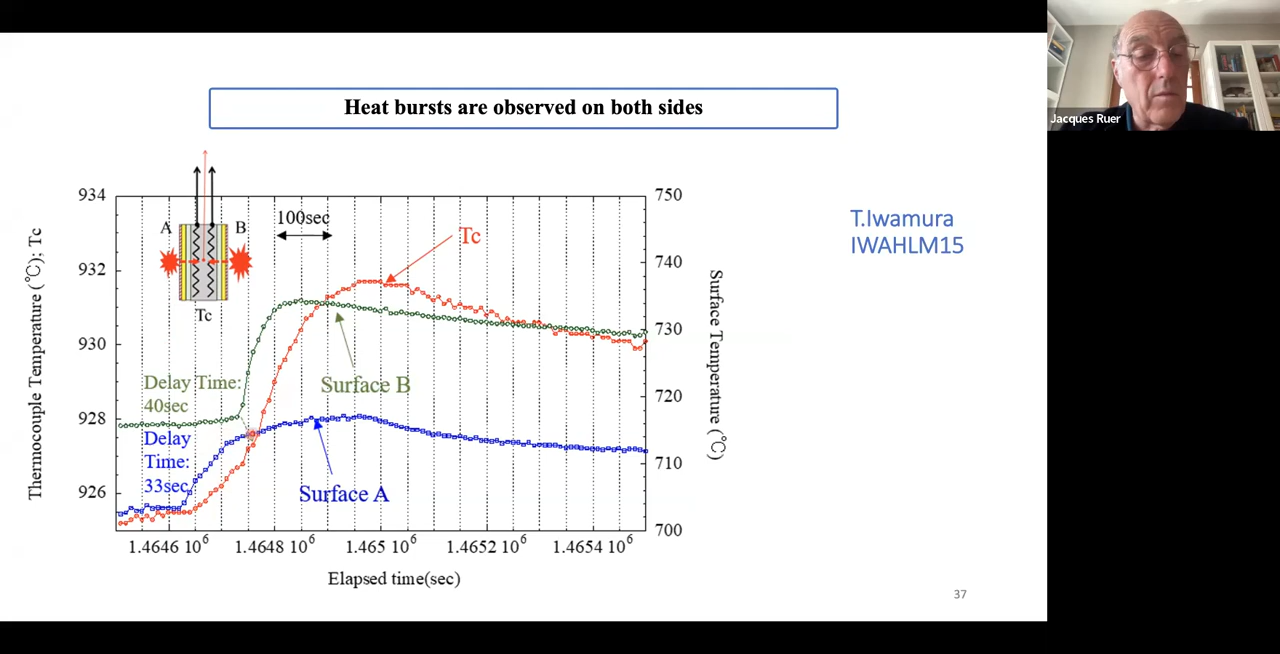 Jacques Ruer
Heat bursts are observed on both sides
T.Iwamura
IWAHLM15
Thermocouple Temperature (℃); Tc
934
932
930
928
926
A
B
Tc
100sec
Tc
Delay Time:
40sec
Surface B
Delay
Time:
33sec
Surface A
750
740
730
720
710
700
Surface Temperature (℃)
1.4646 10⁶
1.4648 10⁶
1.465 10⁶
1.4652 10⁶
1.4654 10⁶
Elapsed time(sec)
37